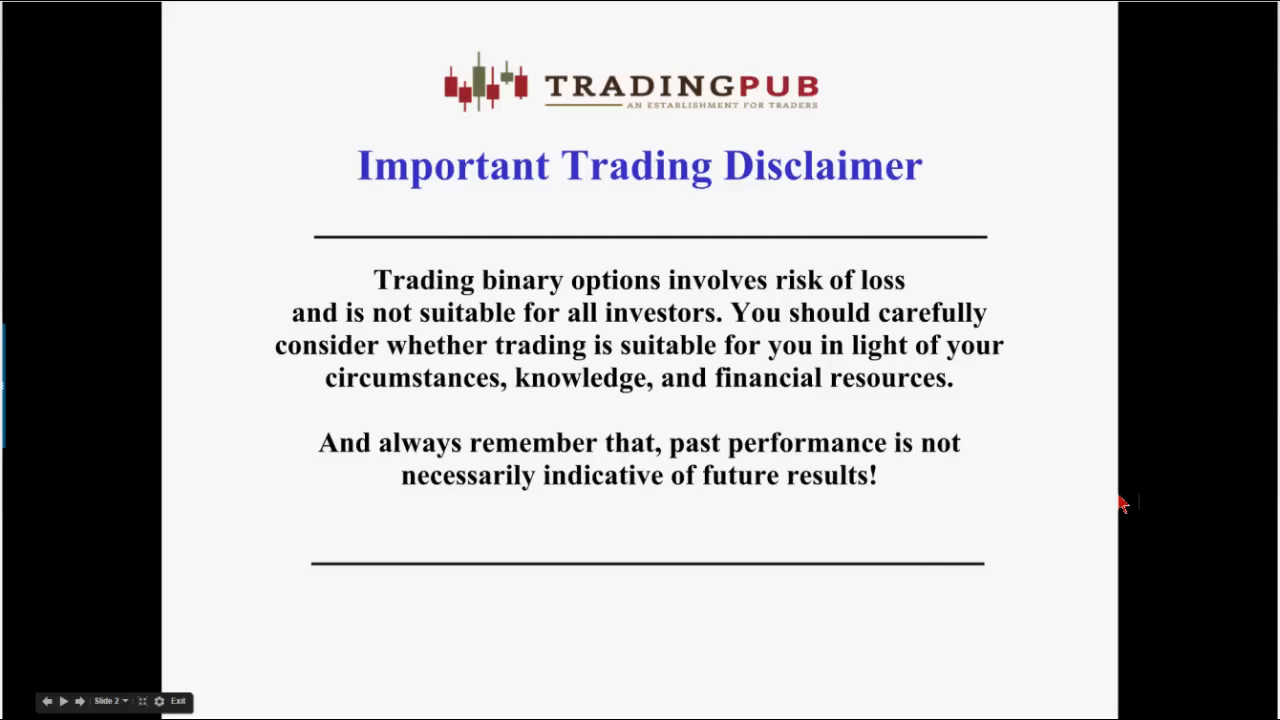 TRADINGPUB
AN ESTABLISHMENT FOR TRADERS
Important Trading Disclaimer
Trading binary options involves risk of loss
and is not suitable for all investors. You should carefully
consider whether trading is suitable for you in light of your
circumstances, knowledge, and financial resources.
And always remember that, past performance is not
necessarily indicative of future results!
Slide 2
Exit